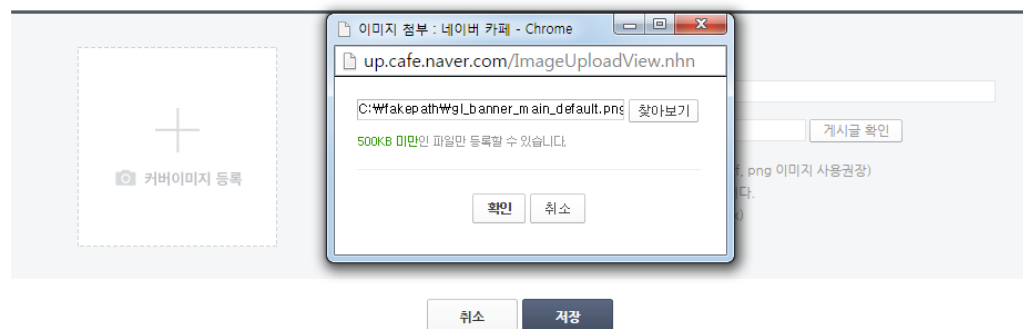 이미지 첨부 : 네이버 카페 - Chrome
up.cafe.naver.com/ImageUploadView.nhn
C:₩fakepath₩gl_banner_main_default.png
찾아보기
500KB 미만인 파일만 등록할 수 있습니다.
확인
취소
커버이미지 등록
게시글 확인
png 이미지 사용권장)
취소
저장